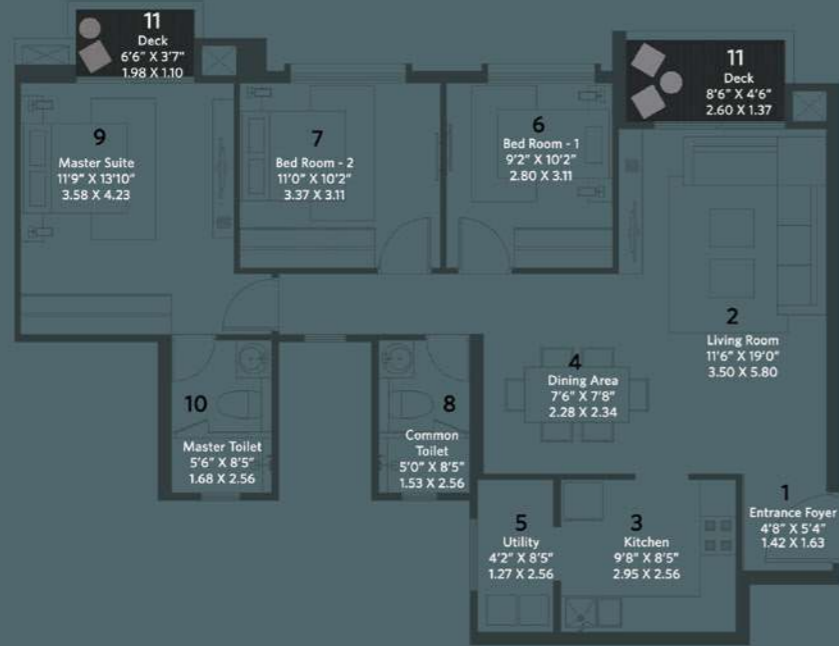 11
Deck
6'6" X 3'7"
1.98 X 1.10
11
Deck
8'6" X 4'6"
2.60 X 1.37
9
Master Suite
11'9" X 13'10"
3.58 X 4.23
7
Bed Room - 2
11'0" X 10'2"
3.37 X 3.11
6
Bed Room - 1
9'2" X 10'2"
2.80 X 3.11
2
Living Room
11'6" X 19'0"
3.50 X 5.80
4
Dining Area
7'6" X 7'8"
2.28 X 2.34
10
Master Toilet
5'6" X 8'5"
1.68 X 2.56
8
Common
Toilet
5'0" X 8'5"
1.53 X 2.56
5
Utility
4'2" X 8'5"
1.27 X 2.56
3
Kitchen
9'8" X 8'5"
2.95 X 2.56
1
Entrance Foyer
4'8" X 5'4"
1.42 X 1.63